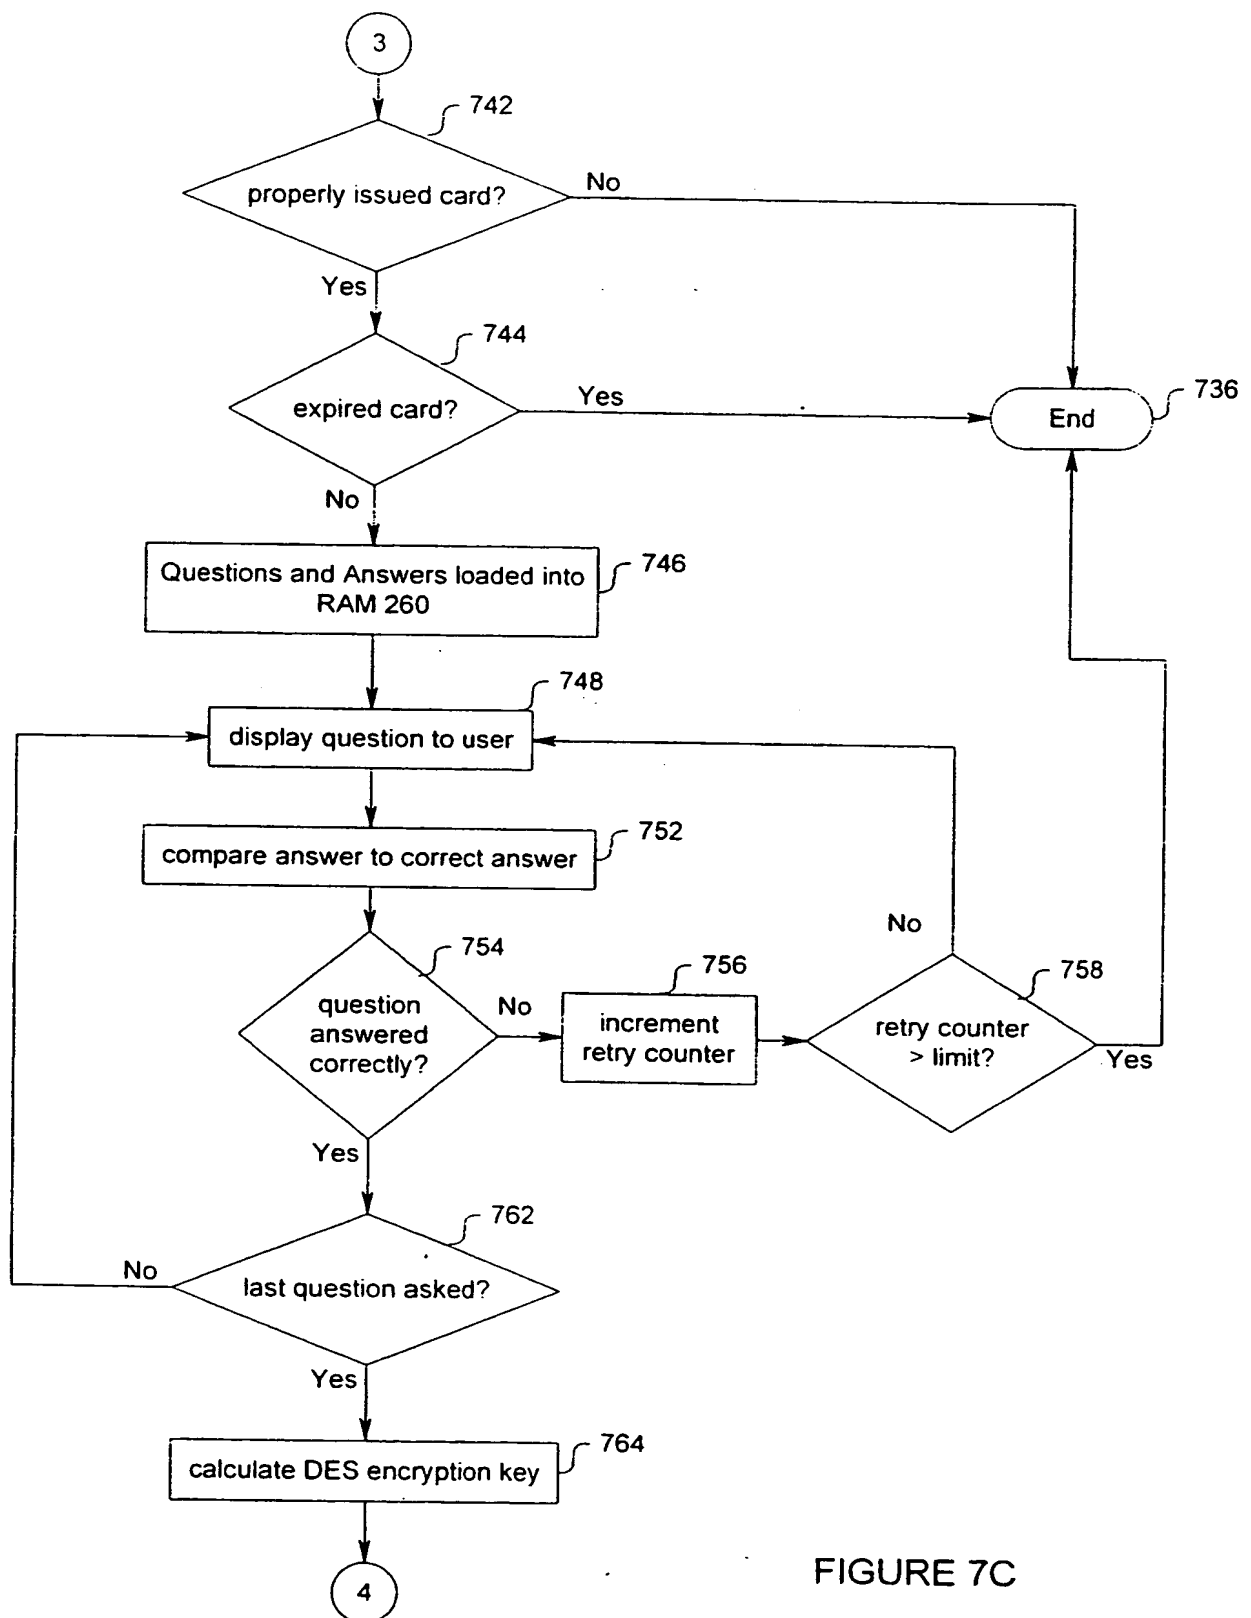 3
742
properly issued card?
No
Yes
744
expired card?
Yes
736
End
No
746
Questions and Answers loaded into
RAM 260
748
display question to user
752
compare answer to correct answer
No
754
756
758
question
answered
correctly?
No
increment
retry counter
retry counter
> limit?
Yes
Yes
762
No
last question asked?
Yes
764
calculate DES encryption key
4
FIGURE 7C